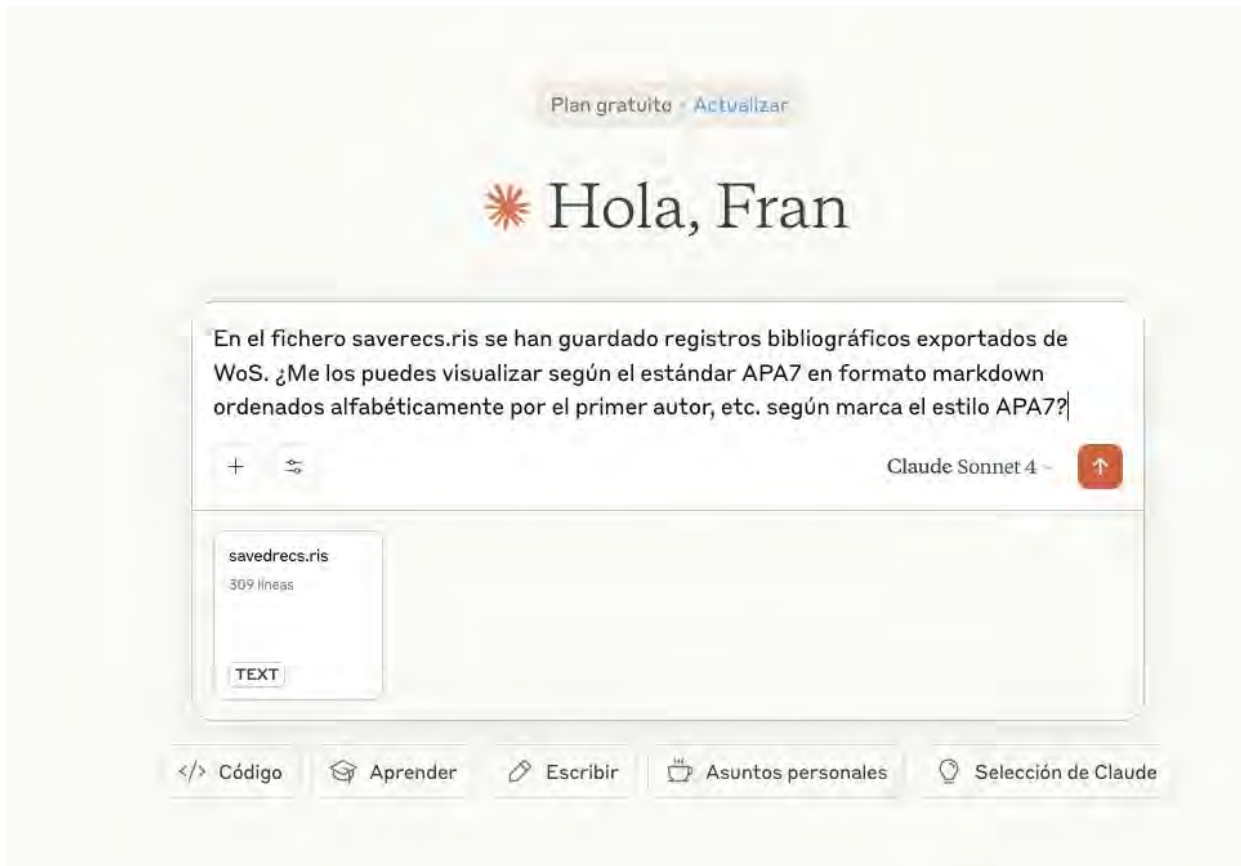 Plan gratuito · Actualizar
Hola, Fran
En el fichero saverecs.ris se han guardado registros bibliográficos exportados de
WoS. ¿Me los puedes visualizar según el estándar APA7 en formato markdown
ordenados alfabéticamente por el primer autor, etc. según marca el estilo APA7?
Claude Sonnet 4
savedrecs.ris
309 líneas
TEXT
</> Código Aprender Escribir Asuntos personales Selección de Claude